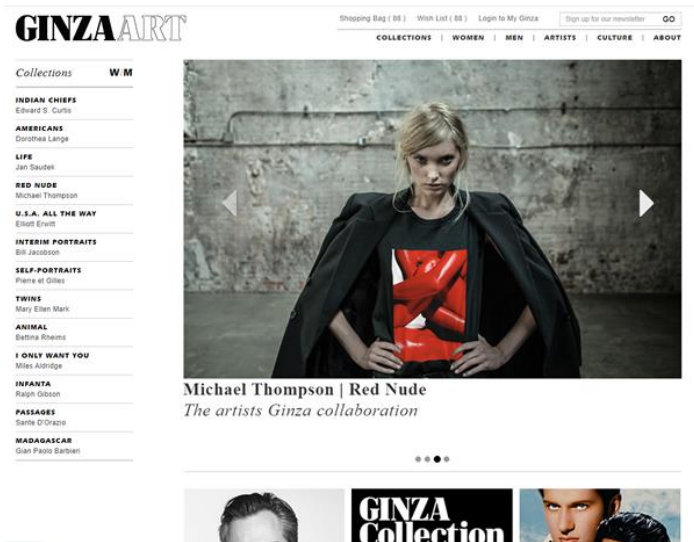 GINZAART
Shopping Bag ( 88 ) Wish List ( 88 ) Login to My Ginza Sign up for our newsletter GO
COLLECTIONS | WOMEN | MEN | ARTISTS | CULTURE | ABOUT
Collections W/M
INDIAN CHIEFS
Edward S. Curtis
AMERICANS
Dorothea Lange
LIFE
Jan Saudek
RED NUDE
Michael Thompson
U.S.A. ALL THE WAY
Elliott Erwitt
INTERIM PORTRAITS
Bill Jacobson
SELF-PORTRAITS
Pierre et Gilles
TWINS
Mary Ellen Mark
ANIMAL
Bettina Rheims
I ONLY WANT YOU
Miles Aldridge
INFANTA
Ralph Gibson
PASSAGES
Sante D'Orazio
MADAGASCAR
Gian Paolo Barbieri
Michael Thompson | Red Nude
The artists Ginza collaboration
GINZA
Collection